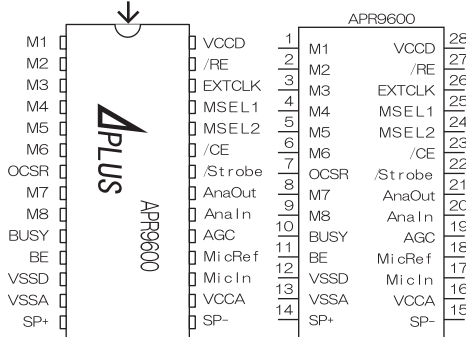 APR9600
M1 VCCD
M2 /RE
M3 EXTCLK
M4 MSEL1
M5 MSEL2
M6 /CE
OCSR /Strobe
M7 AnaOut
M8 AnaIn
BUSY AGC
BE MicRef
VSSD MicIn
VSSA VCCA
SP+ SP-
APLUS
APR9600
1 M1 VCCD 28
2 M2 /RE 27
3 M3 EXTCLK 26
4 M4 MSEL1 25
5 M5 MSEL2 24
6 M6 /CE 23
7 OCSR /Strobe 22
8 M7 AnaOut 21
9 M8 AnaIn 20
10 BUSY AGC 19
11 BE MicRef 18
12 VSSD MicIn 17
13 VSSA VCCA 16
14 SP+ SP- 15